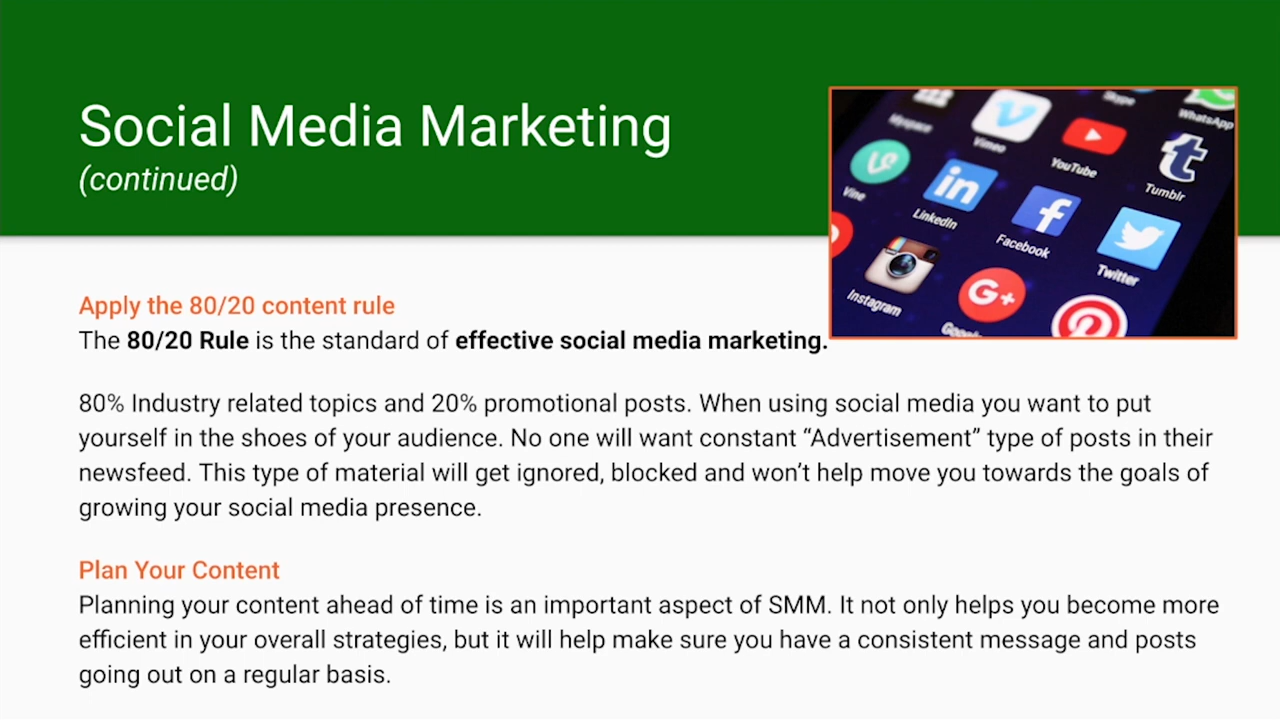 Social Media Marketing
(continued)
Myspace
Vimeo
Skype
WhatsApp
Vine
LinkedIn
in
YouTube
Tumblr
t
Facebook
f
Twitter
Instagram
G+
Apply the 80/20 content rule
The 80/20 Rule is the standard of effective social media marketing.
80% Industry related topics and 20% promotional posts. When using social media you want to put
yourself in the shoes of your audience. No one will want constant “Advertisement” type of posts in their
newsfeed. This type of material will get ignored, blocked and won’t help move you towards the goals of
growing your social media presence.
Plan Your Content
Planning your content ahead of time is an important aspect of SMM. It not only helps you become more
efficient in your overall strategies, but it will help make sure you have a consistent message and posts
going out on a regular basis.